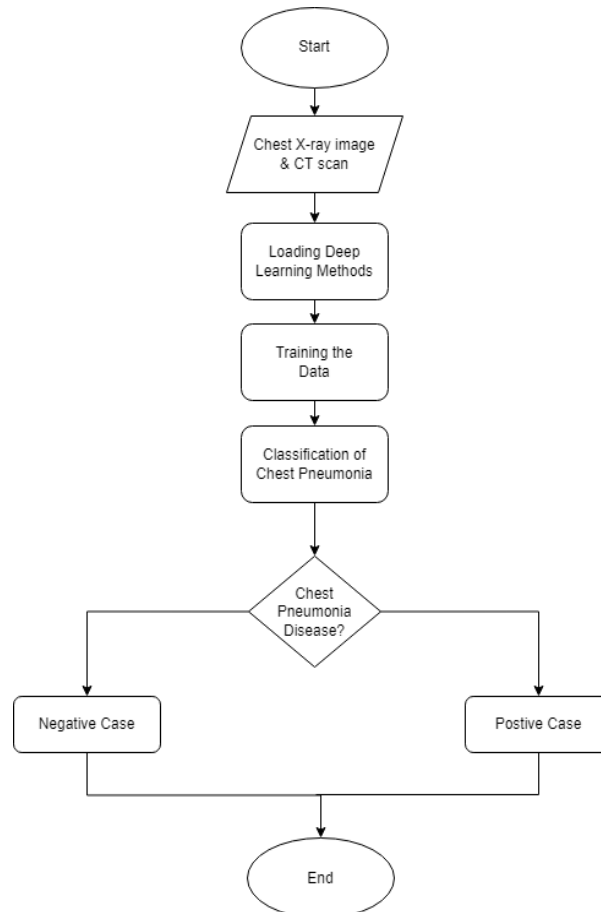 Start
Chest X-ray image
& CT scan
Loading Deep
Learning Methods
Training the
Data
Classification of
Chest Pneumonia
Chest
Pneumonia
Disease?
Negative Case
Postive Case
End